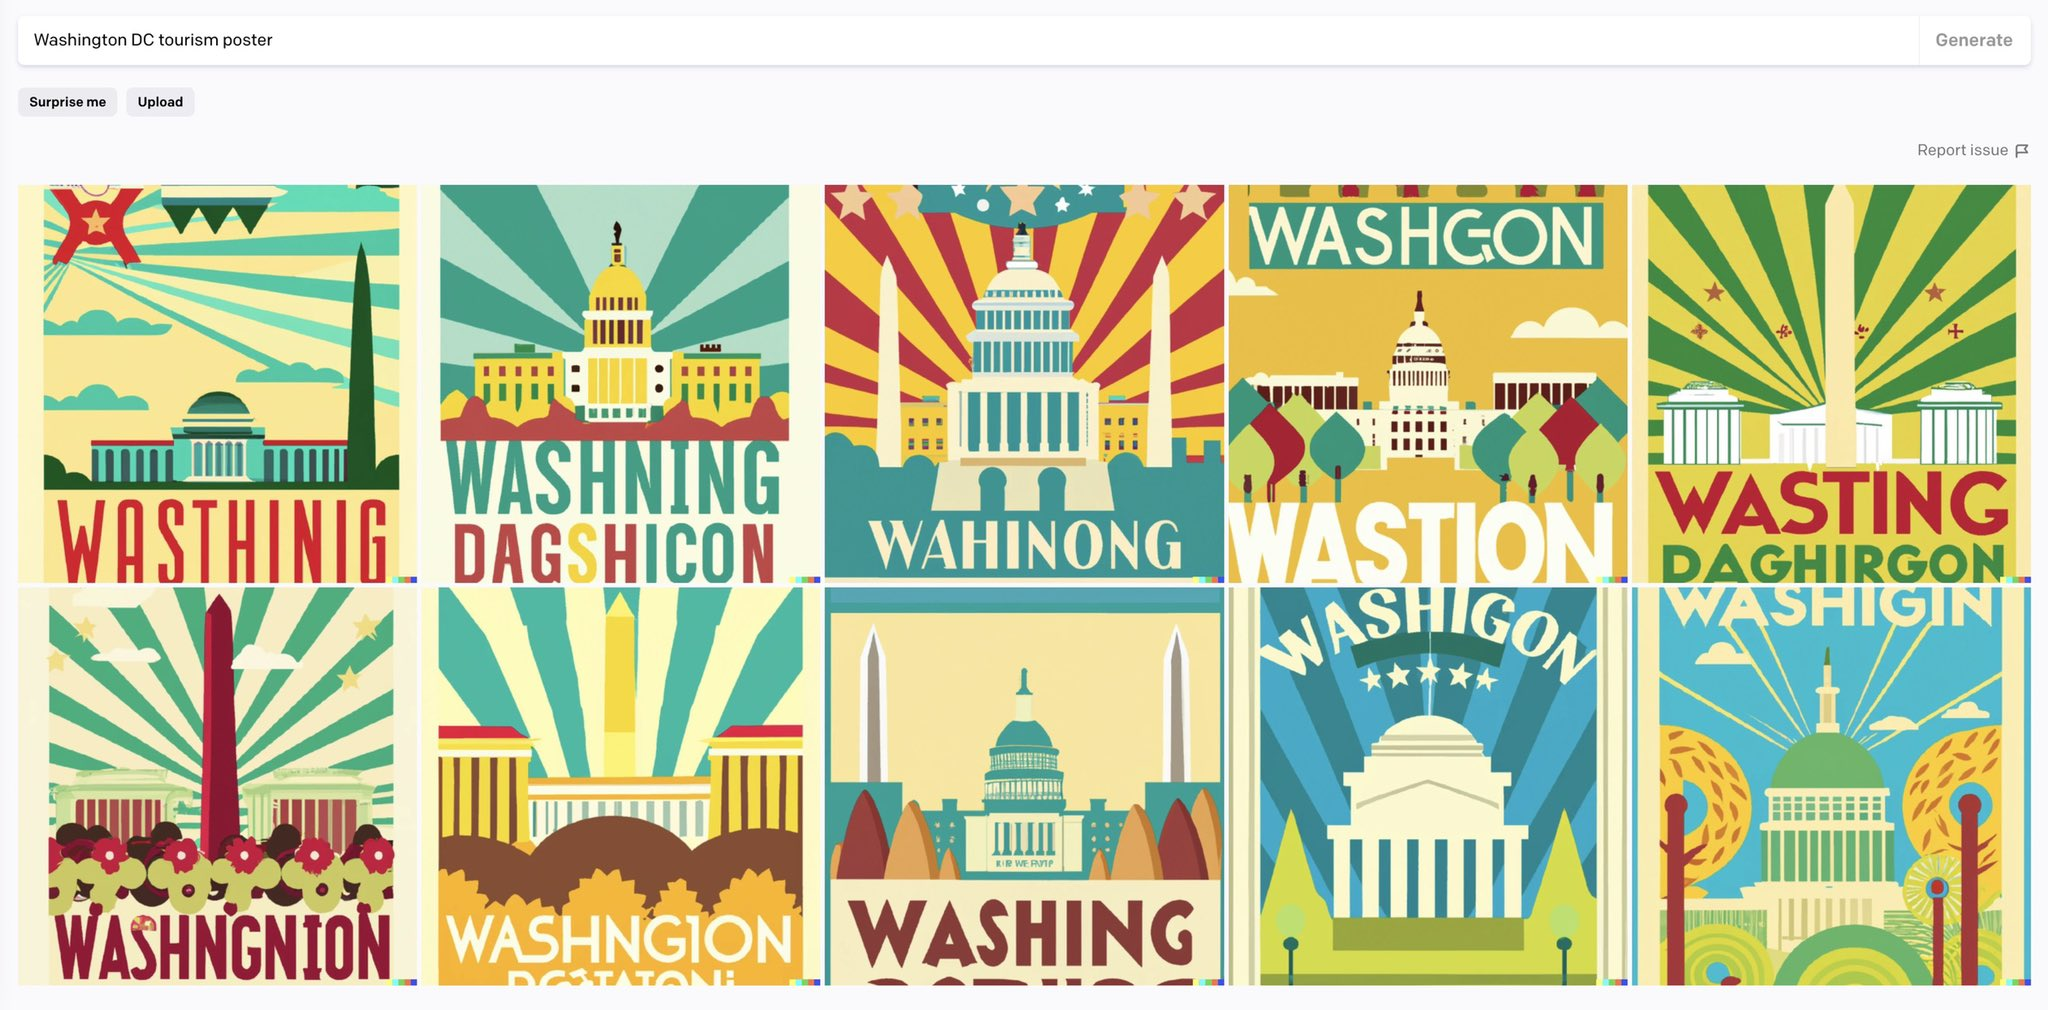 Washington DC tourism poster
Generate
Surprise me
Upload
Report issue
WASTHINIG
WASHNING
DAGSHICON
WAHINONG
WASHGON
WASTION
WASTING
DAGHIRGON
WASHNGNION
WASHNGION
WASHING
WASHIGON
WASHIGIN